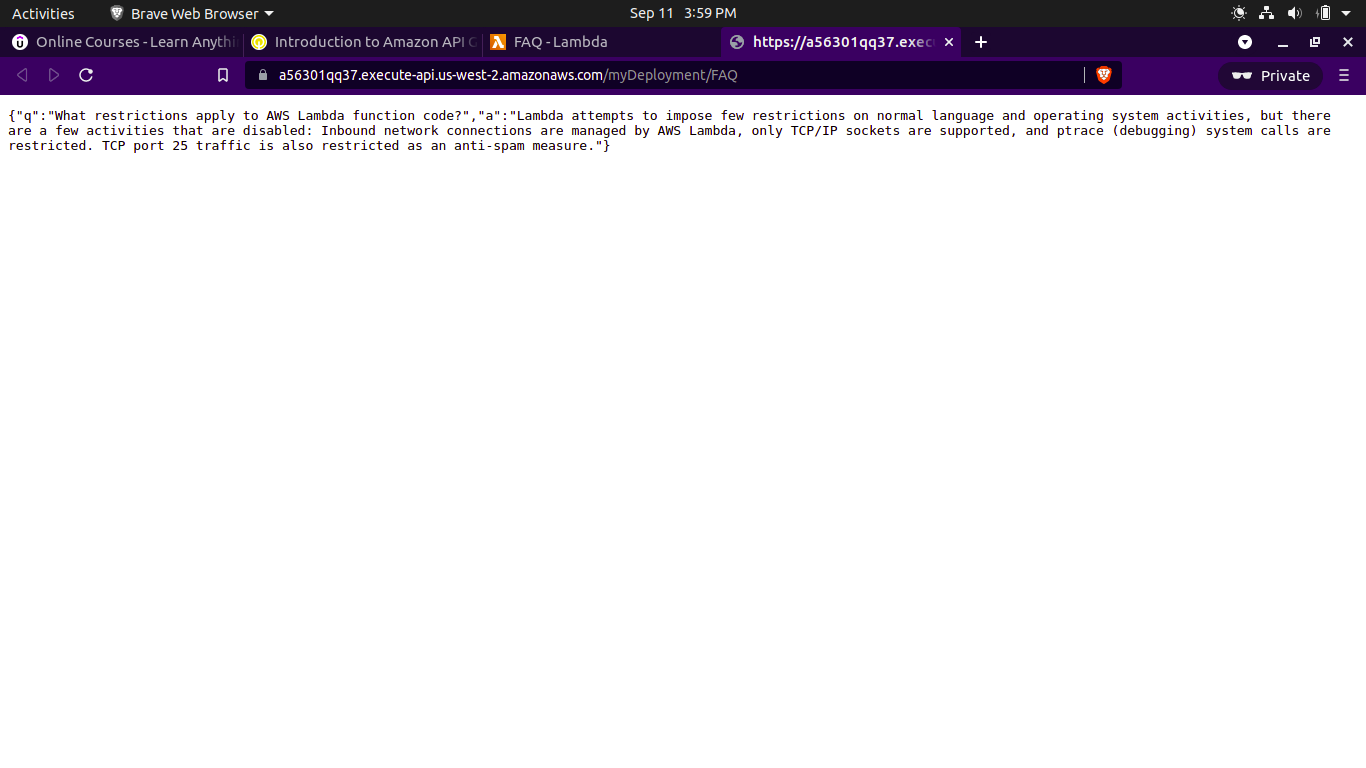 Activities Brave Web Browser Sep 11 3:59 PM
Online Courses - Learn Anythi Introduction to Amazon API G FAQ - Lambda https://a56301qq37.exec
a56301qq37.execute-api.us-west-2.amazonaws.com/myDeployment/FAQ Private
{"q":"What restrictions apply to AWS Lambda function code?","a":"Lambda attempts to impose few restrictions on normal language and operating system activities, but there
are a few activities that are disabled: Inbound network connections are managed by AWS Lambda, only TCP/IP sockets are supported, and ptrace (debugging) system calls are
restricted. TCP port 25 traffic is also restricted as an anti-spam measure."}